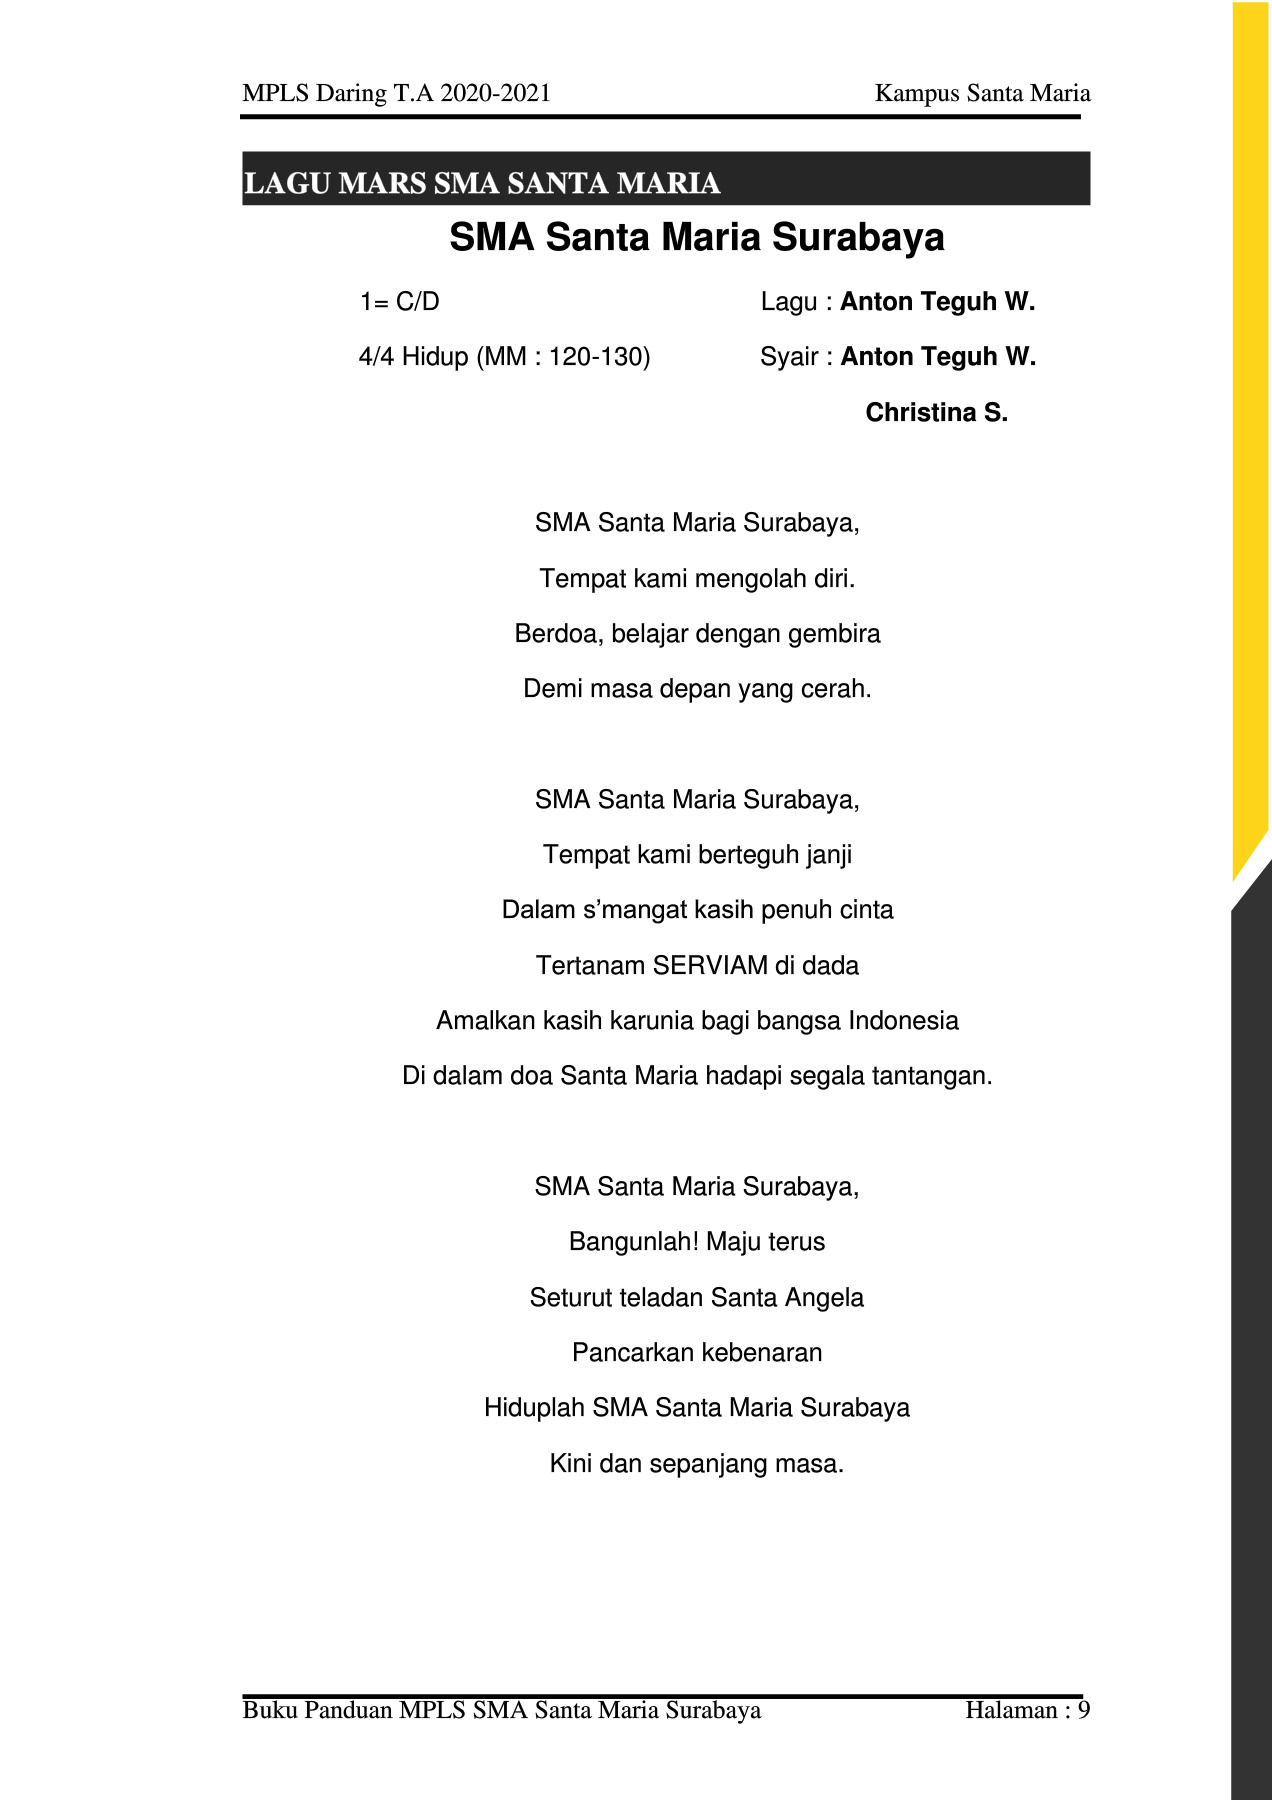 MPLS Daring T.A 2020-2021 Kampus Santa Maria
LAGU MARS SMA SANTA MARIA
SMA Santa Maria Surabaya
1= C/D Lagu : Anton Teguh W.
4/4 Hidup (MM : 120-130) Syair : Anton Teguh W.
Christina S.
SMA Santa Maria Surabaya,
Tempat kami mengolah diri.
Berdoa, belajar dengan gembira
Demi masa depan yang cerah.
SMA Santa Maria Surabaya,
Tempat kami berteguh janji
Dalam s’mangat kasih penuh cinta
Tertanam SERVIAM di dada
Amalkan kasih karunia bagi bangsa Indonesia
Di dalam doa Santa Maria hadapi segala tantangan.
SMA Santa Maria Surabaya,
Bangunlah! Maju terus
Seturut teladan Santa Angela
Pancarkan kebenaran
Hiduplah SMA Santa Maria Surabaya
Kini dan sepanjang masa.
Buku Panduan MPLS SMA Santa Maria Surabaya Halaman : 9